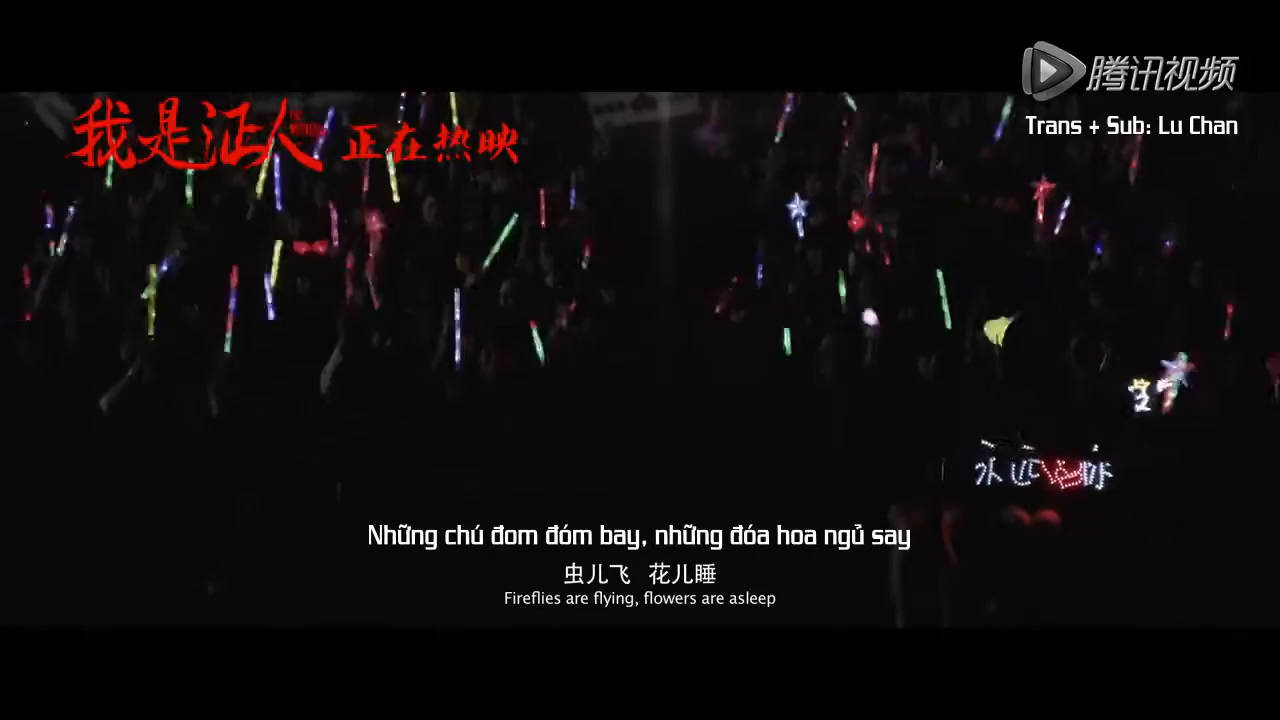 腾讯视频
Trans + Sub: Lu Chan
我是证人 正在热映
Những chú đom đóm bay, những đóa hoa ngủ say
虫儿飞 花儿睡
Fireflies are flying, flowers are asleep